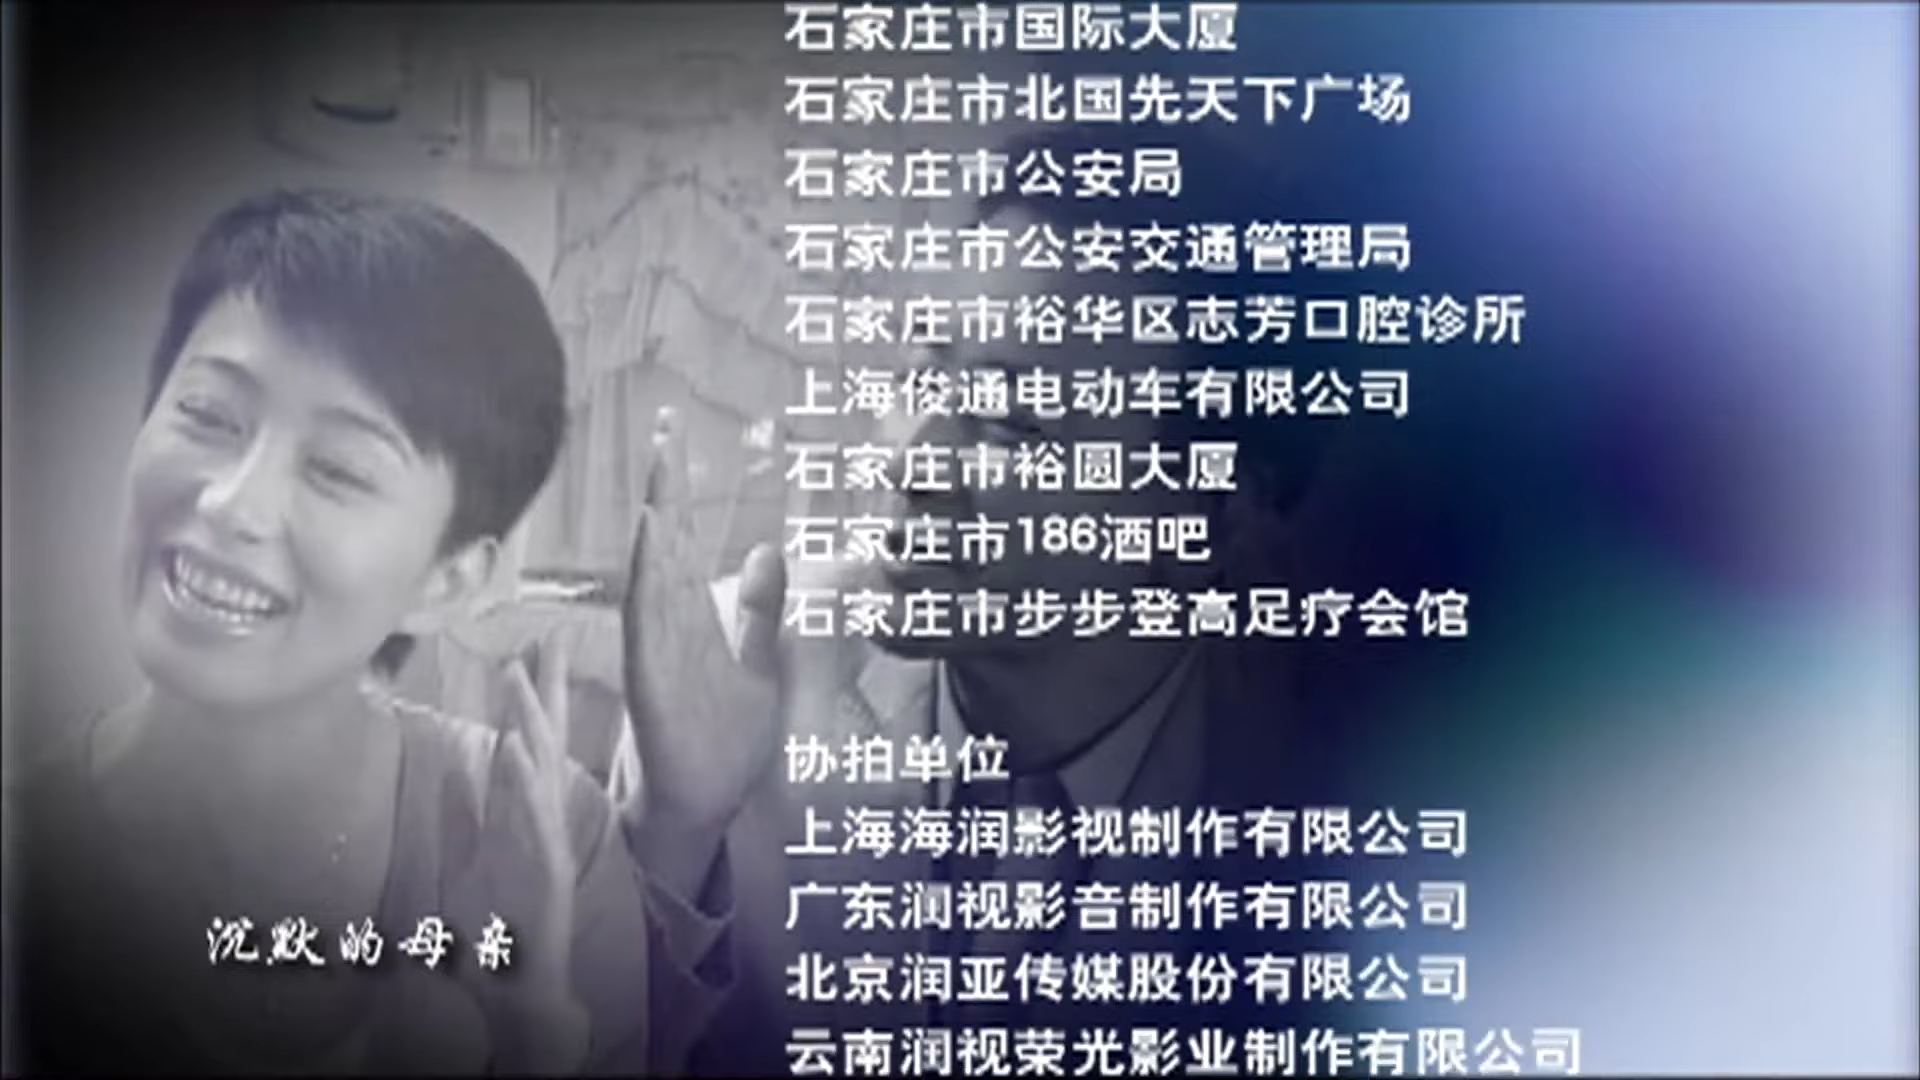 石家庄市国际大厦
石家庄市北国先天下广场
石家庄市公安局
石家庄市公安交通管理局
石家庄市裕华区志芳口腔诊所
上海俊通电动车有限公司
石家庄市裕圆大厦
石家庄市186酒吧
石家庄市步步登高足疗会馆
协拍单位
上海海润影视制作有限公司
广东润视影音制作有限公司
北京润亚传媒股份有限公司
云南润视荣光影业制作有限公司
沉默的母亲